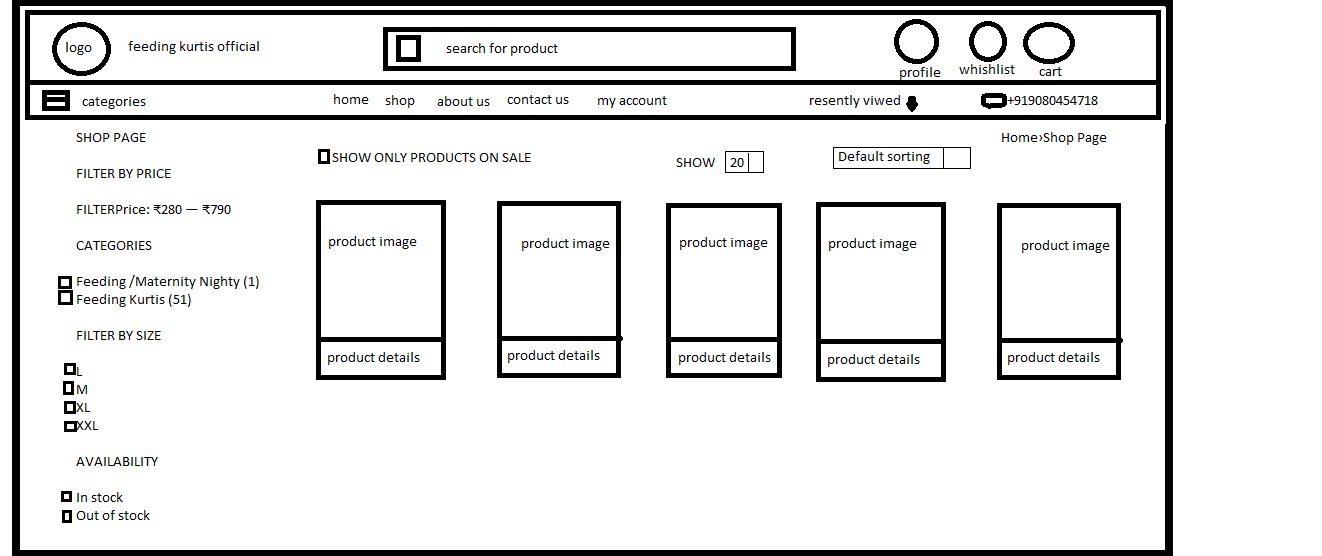 logo
feeding kurtis official
search for product
profile
whishlist
cart
categories
home
shop
about us
contact us
my account
resently viwed
+919080454718
SHOP PAGE
Home›Shop Page
SHOW ONLY PRODUCTS ON SALE
SHOW
20
Default sorting
FILTER BY PRICE
FILTERPrice: ₹280 — ₹790
CATEGORIES
Feeding /Maternity Nighty (1)
Feeding Kurtis (51)
FILTER BY SIZE
L
M
XL
XXL
AVAILABILITY
In stock
Out of stock
product image
product image
product image
product image
product image
product details
product details
product details
product details
product details